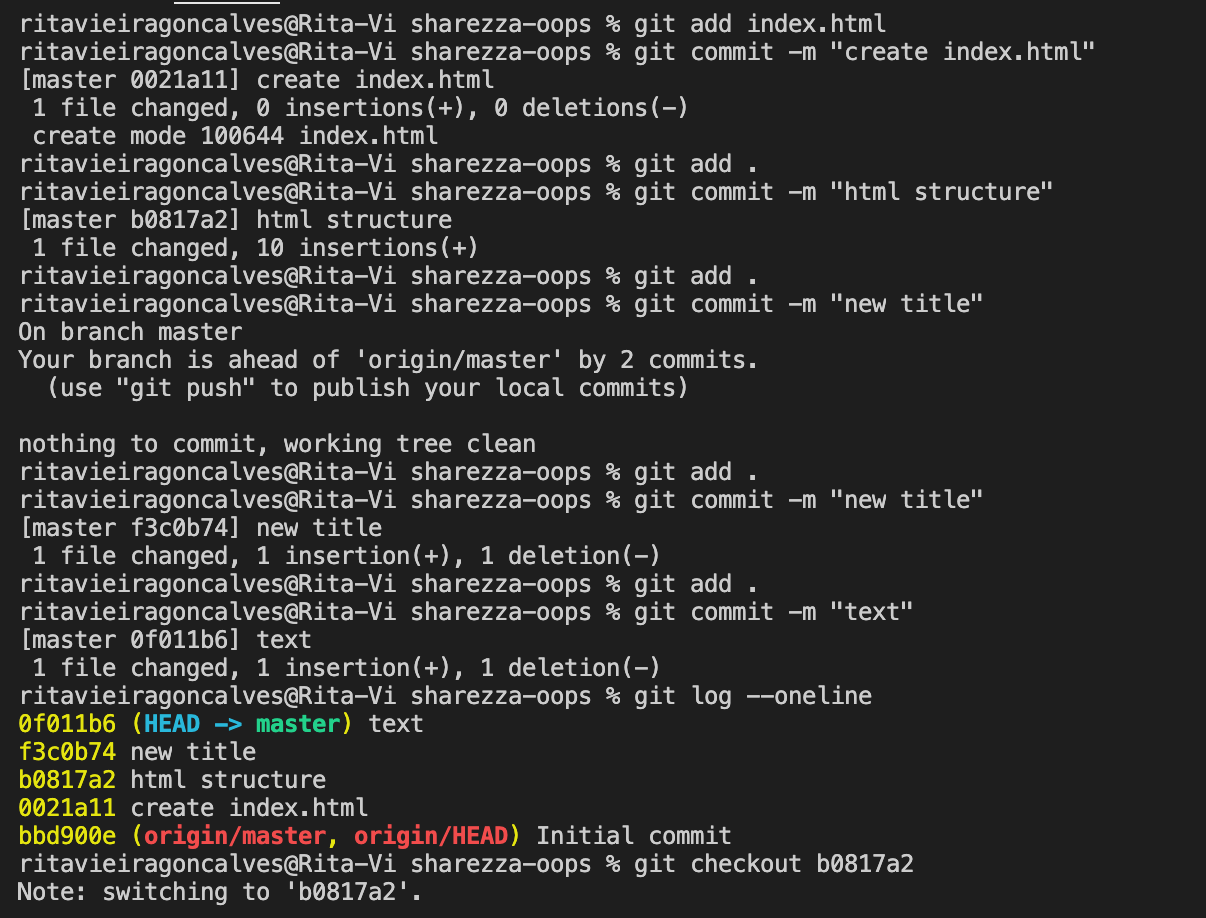 ritavieiragoncalves@Rita-Vi sharezza-oops % git add index.html
ritavieiragoncalves@Rita-Vi sharezza-oops % git commit -m "create index.html"
[master 0021a11] create index.html
 1 file changed, 0 insertions(+), 0 deletions(-)
 create mode 100644 index.html
ritavieiragoncalves@Rita-Vi sharezza-oops % git add .
ritavieiragoncalves@Rita-Vi sharezza-oops % git commit -m "html structure"
[master b0817a2] html structure
 1 file changed, 10 insertions(+)
ritavieiragoncalves@Rita-Vi sharezza-oops % git add .
ritavieiragoncalves@Rita-Vi sharezza-oops % git commit -m "new title"
On branch master
Your branch is ahead of 'origin/master' by 2 commits.
  (use "git push" to publish your local commits)

nothing to commit, working tree clean
ritavieiragoncalves@Rita-Vi sharezza-oops % git add .
ritavieiragoncalves@Rita-Vi sharezza-oops % git commit -m "new title"
[master f3c0b74] new title
 1 file changed, 1 insertion(+), 1 deletion(-)
ritavieiragoncalves@Rita-Vi sharezza-oops % git add .
ritavieiragoncalves@Rita-Vi sharezza-oops % git commit -m "text"
[master 0f011b6] text
 1 file changed, 1 insertion(+), 1 deletion(-)
ritavieiragoncalves@Rita-Vi sharezza-oops % git log --oneline
0f011b6 (HEAD -> master) text
f3c0b74 new title
b0817a2 html structure
0021a11 create index.html
bbd900e (origin/master, origin/HEAD) Initial commit
ritavieiragoncalves@Rita-Vi sharezza-oops % git checkout b0817a2
Note: switching to 'b0817a2'.